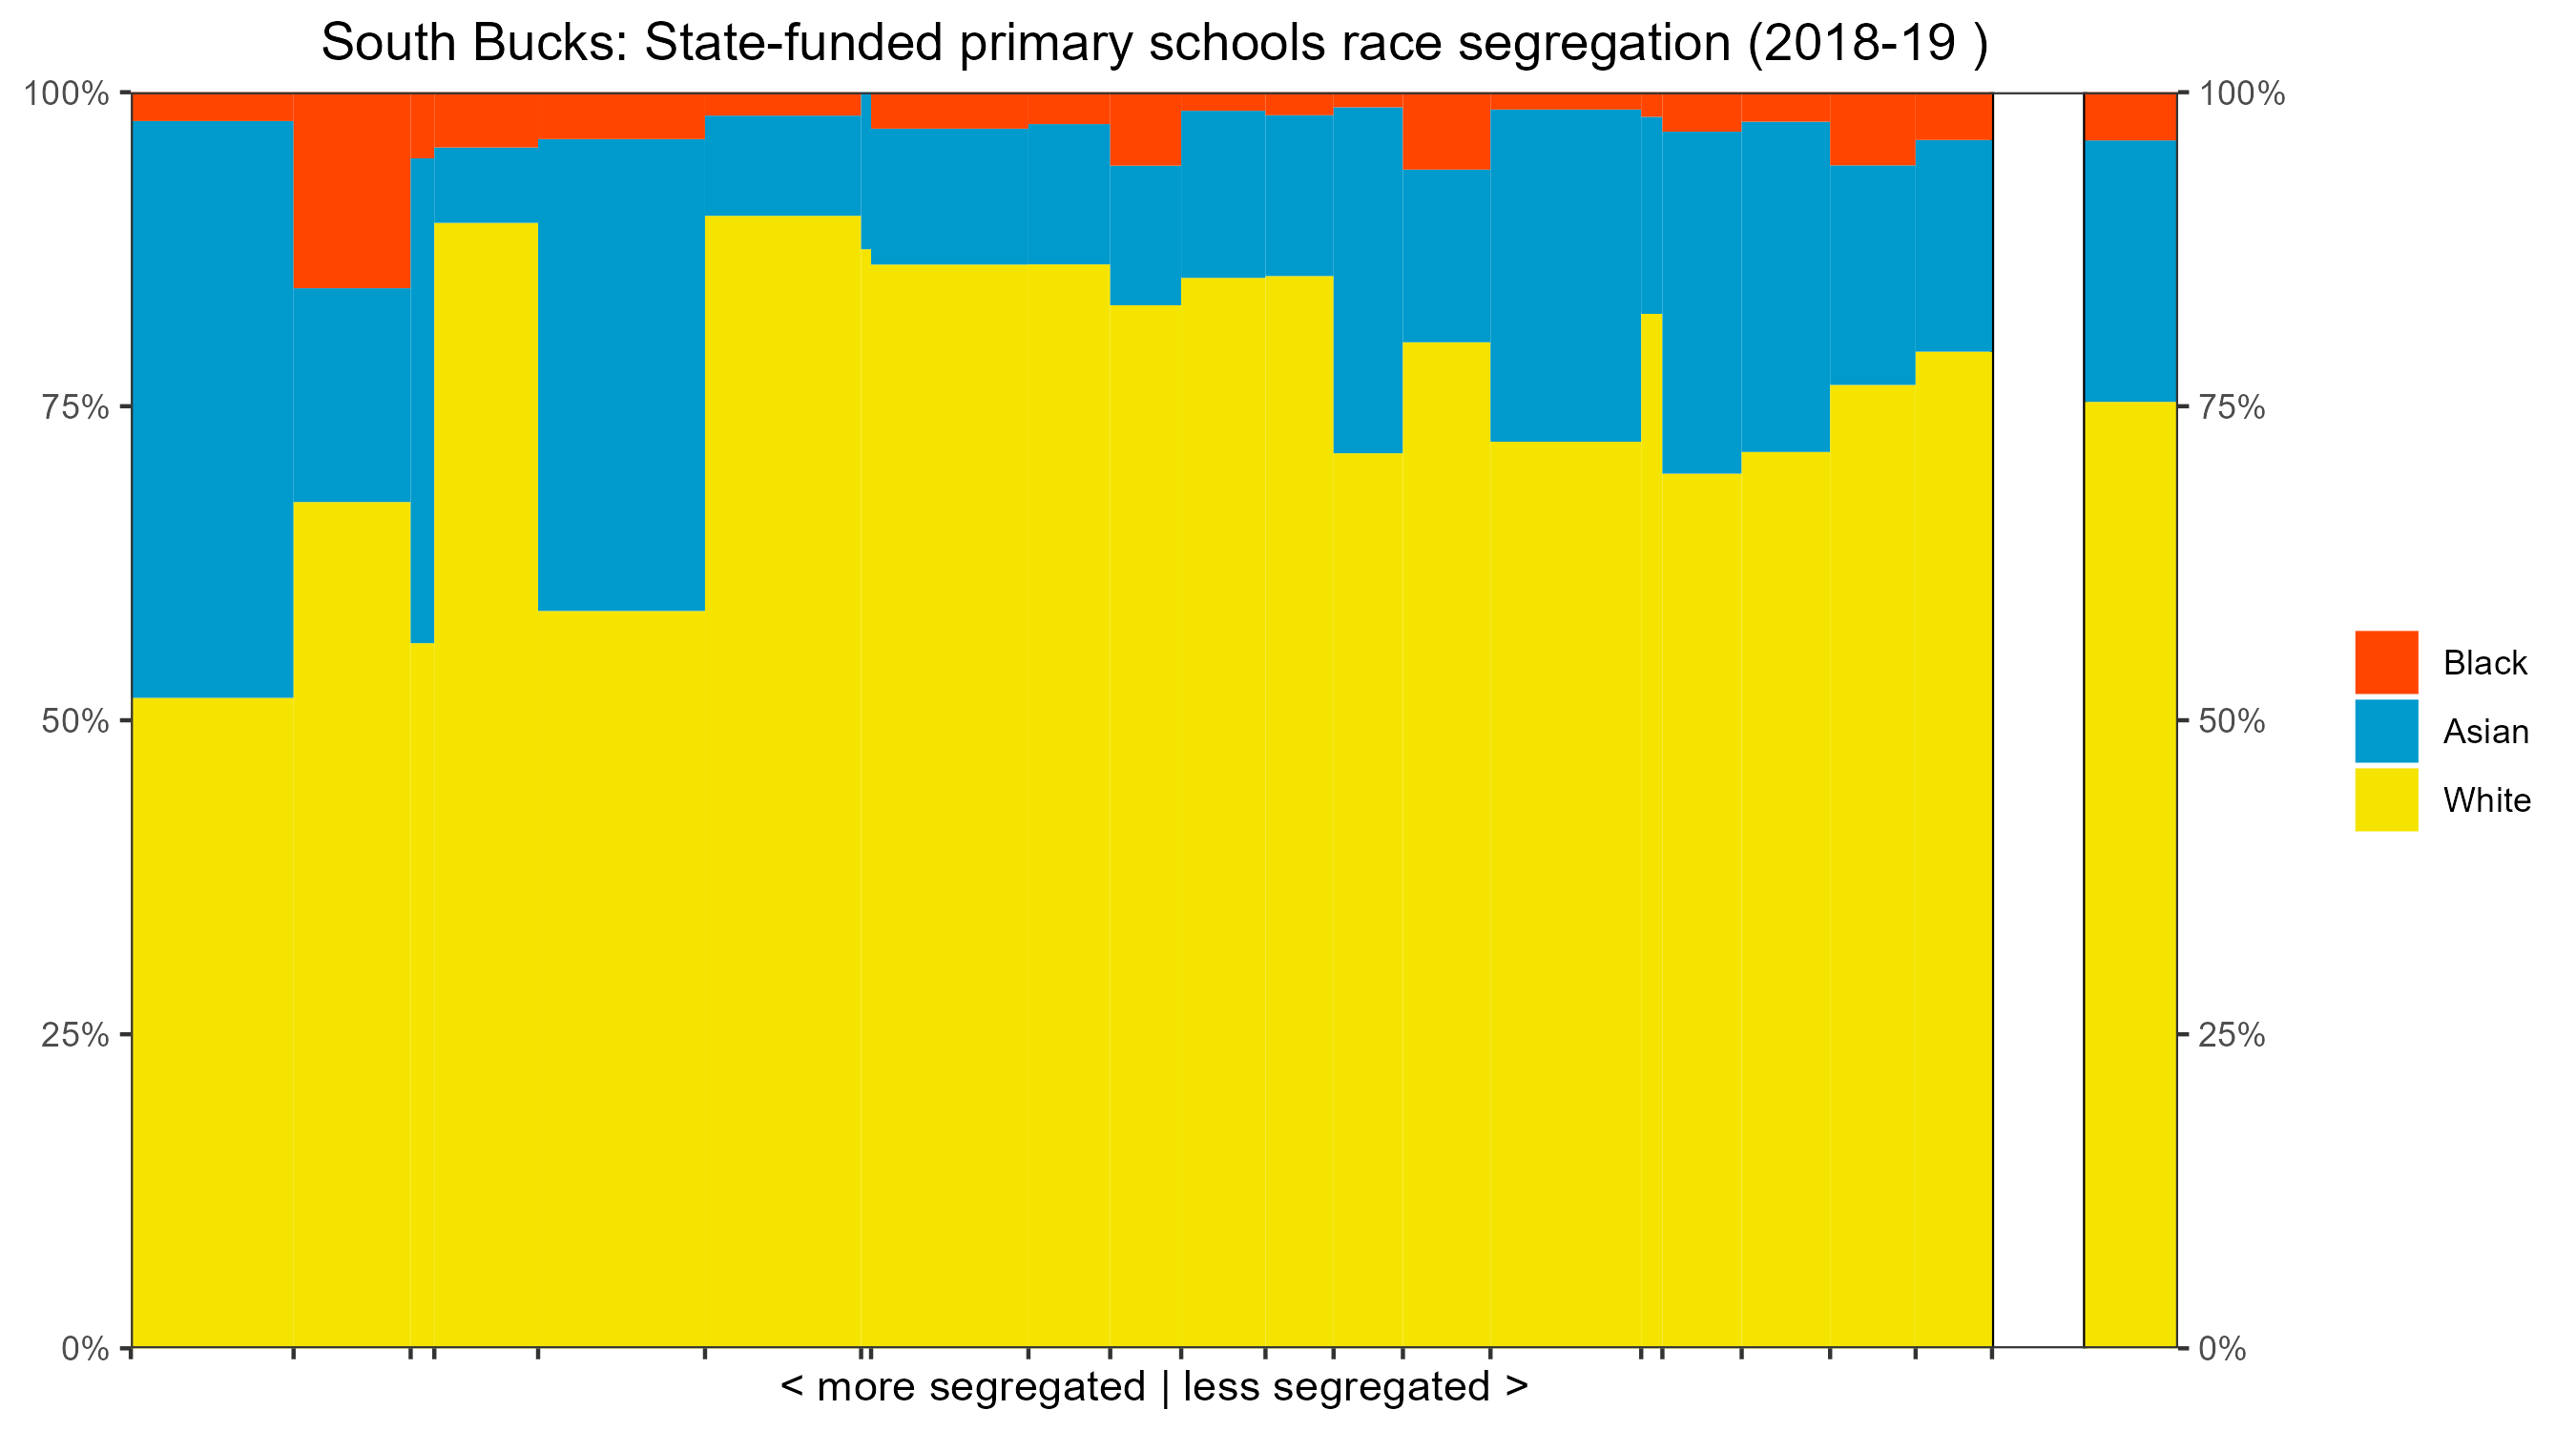 South Bucks: State-funded primary schools race segregation (2018-19 )
100%
75%
50%
25%
0%
100%
75%
50%
25%
0%
Black
Asian
White
< more segregated | less segregated >